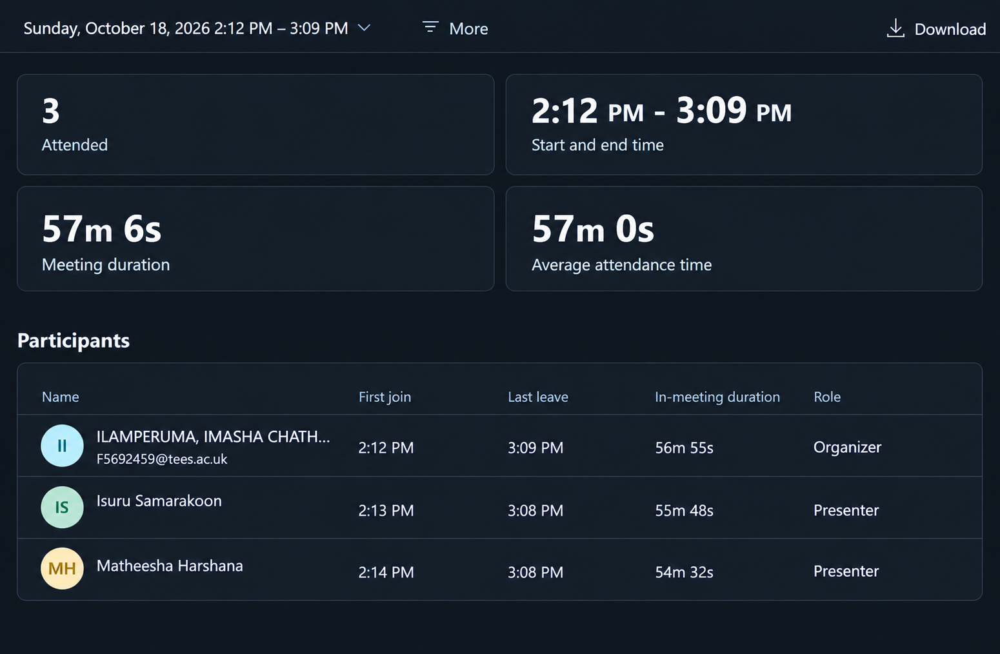 Sunday, October 18, 2026 2:12 PM – 3:09 PM
More
Download
3
Attended
2:12 PM - 3:09 PM
Start and end time
57m 6s
Meeting duration
57m 0s
Average attendance time
Participants
Name First join Last leave In-meeting duration Role
II ILAMPERUMA, IMASHA CHATH... 2:12 PM 3:09 PM 56m 55s Organizer
F5692459@tees.ac.uk
IS Isuru Samarakoon 2:13 PM 3:08 PM 55m 48s Presenter
MH Matheesha Harshana 2:14 PM 3:08 PM 54m 32s Presenter